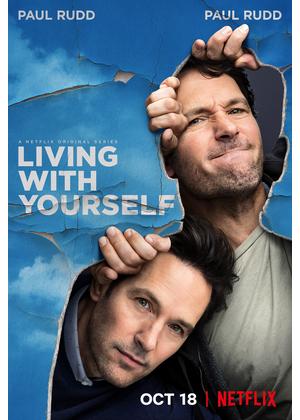 PAUL RUDD
PAUL RUDD
A NETFLIX ORIGINAL SERIES
LIVING
WITH
YOURSELF
OCT 18 | NETFLIX